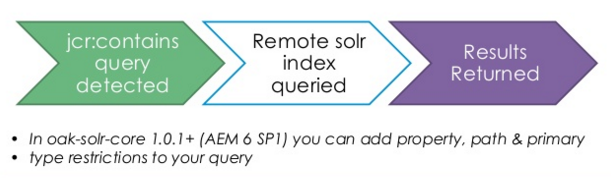 jcr:contains
query
detected
Remote solr
index
queried
Results
Returned
• In oak-solr-core 1.0.1+ (AEM 6 SP1) you can add property, path & primary
• type restrictions to your query